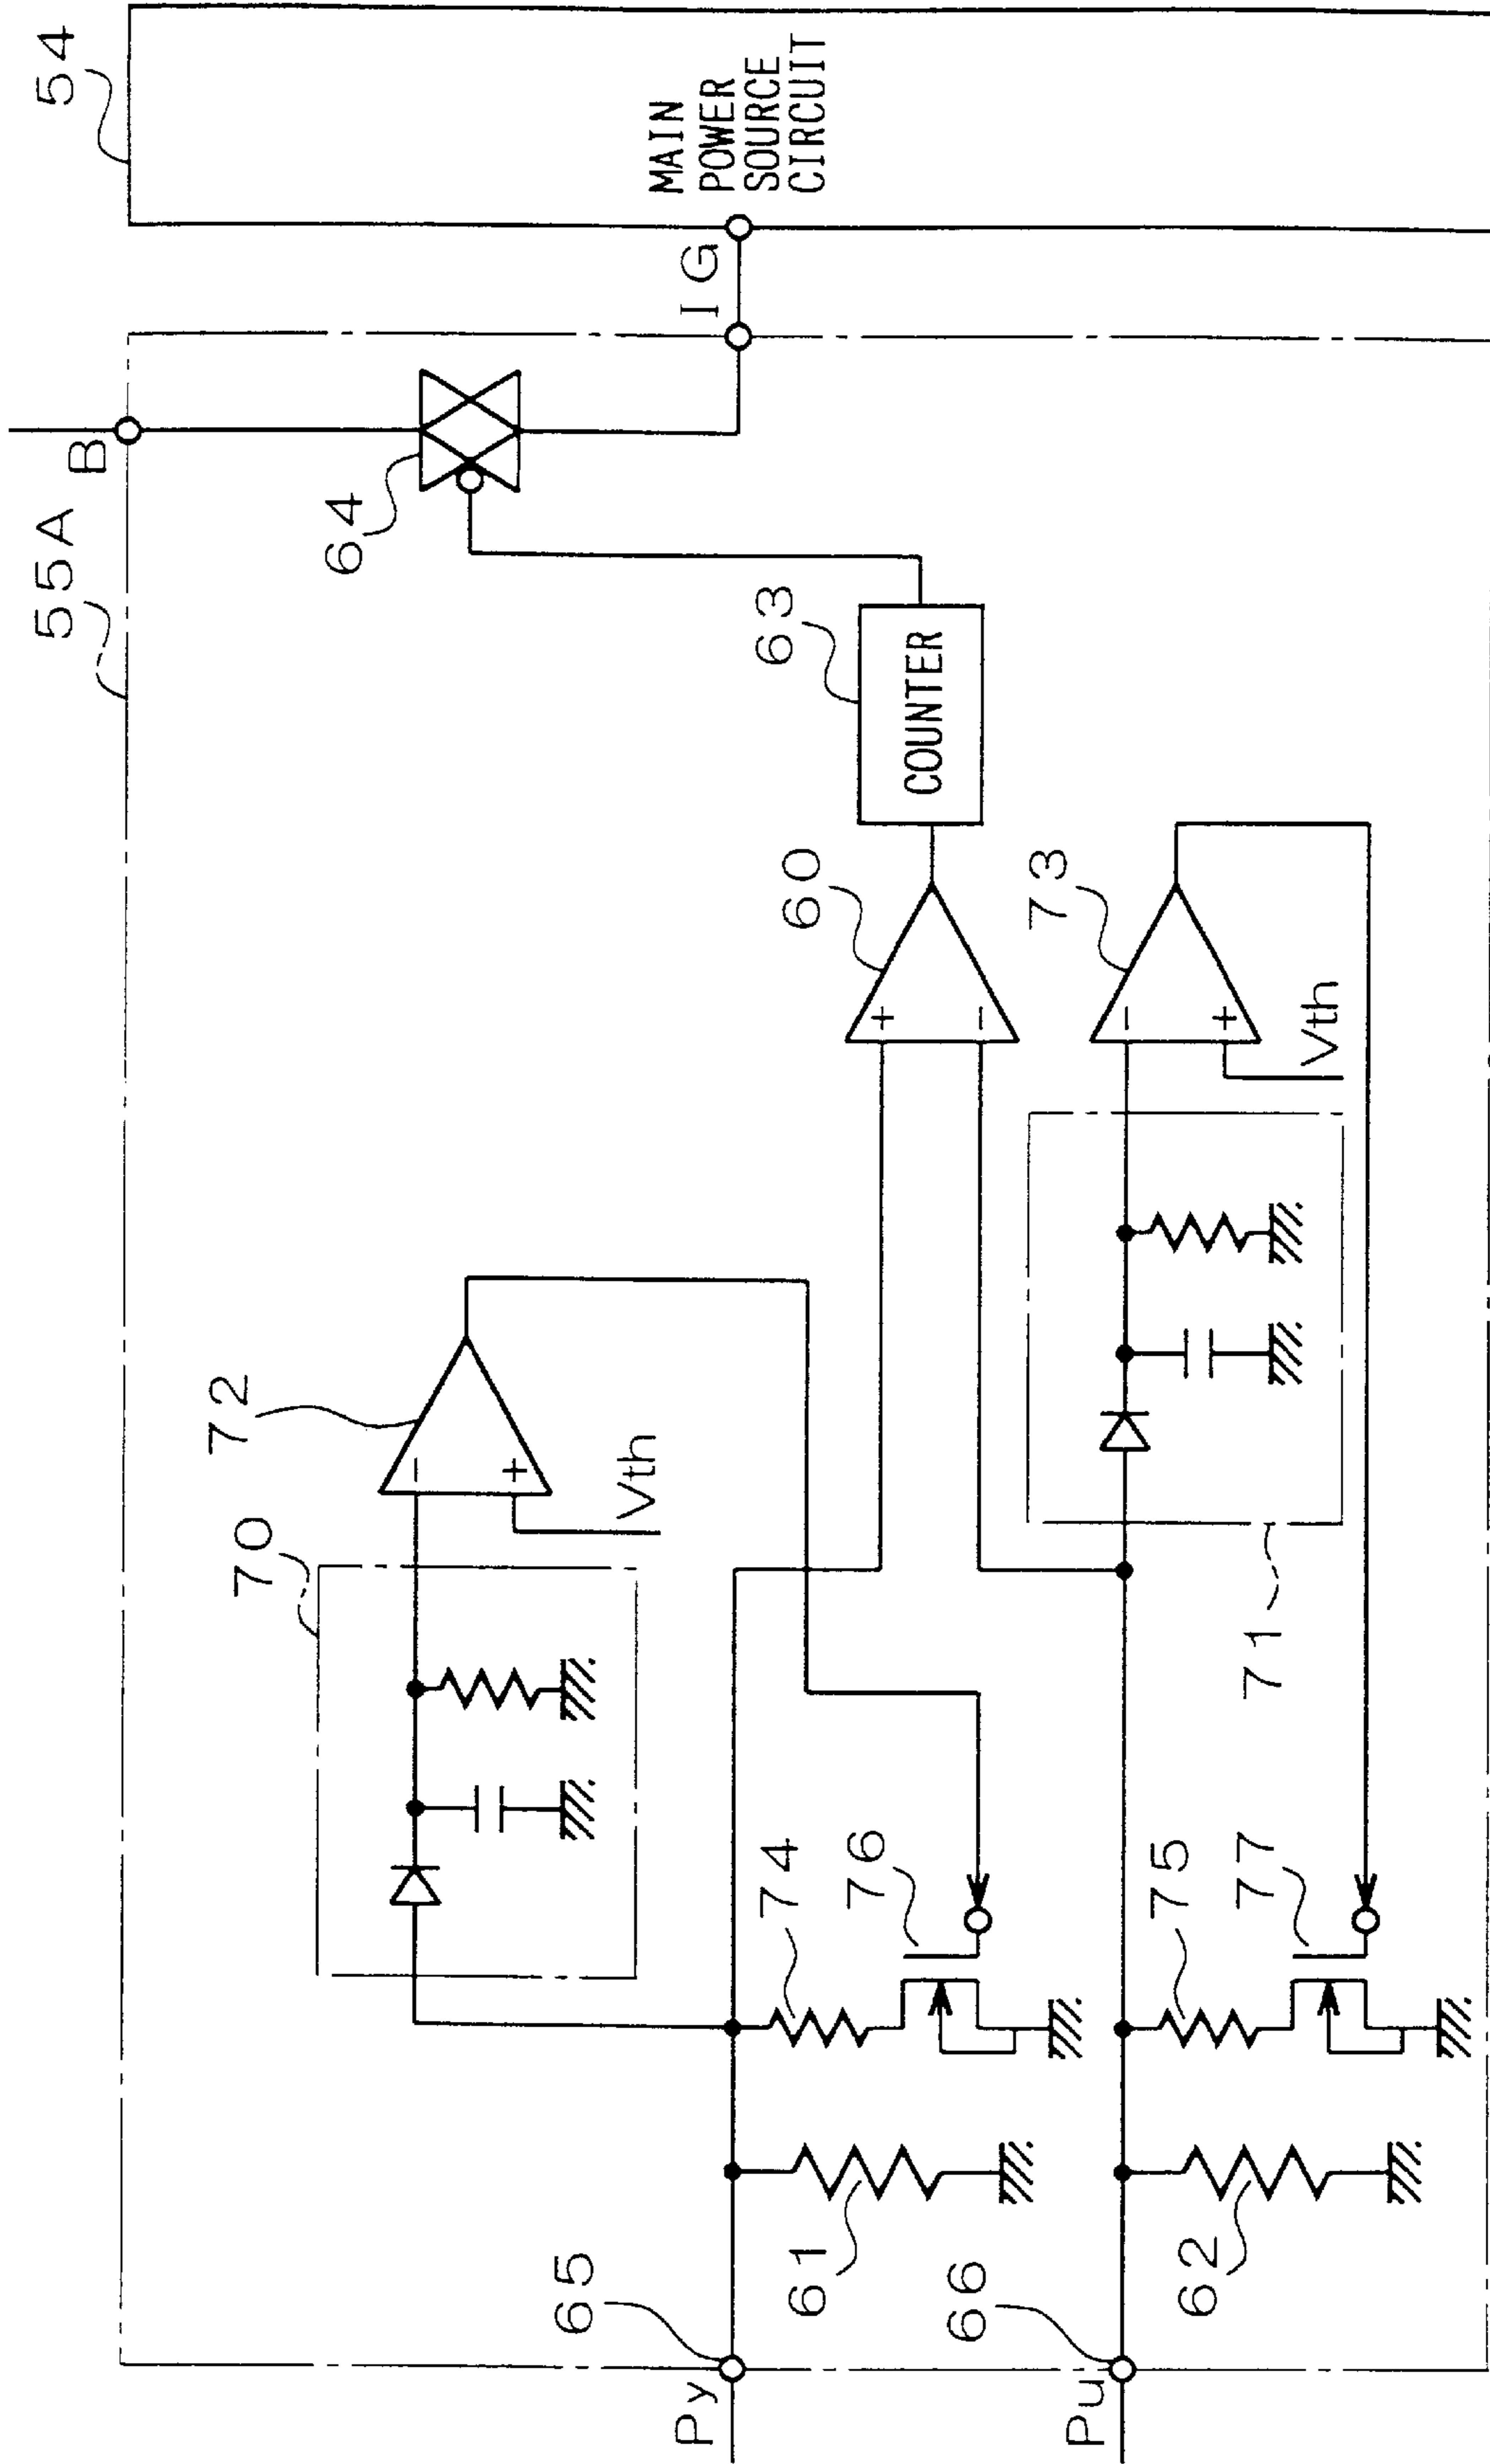 54
MAIN
POWER
SOURCE
CIRCUIT
IG
B
55A
64
63
COUNTER
60
+
−
73
−
+
Vth
72
−
+
Vth
70
71
74
76
75
77
65
61
66
62
Py
Pu